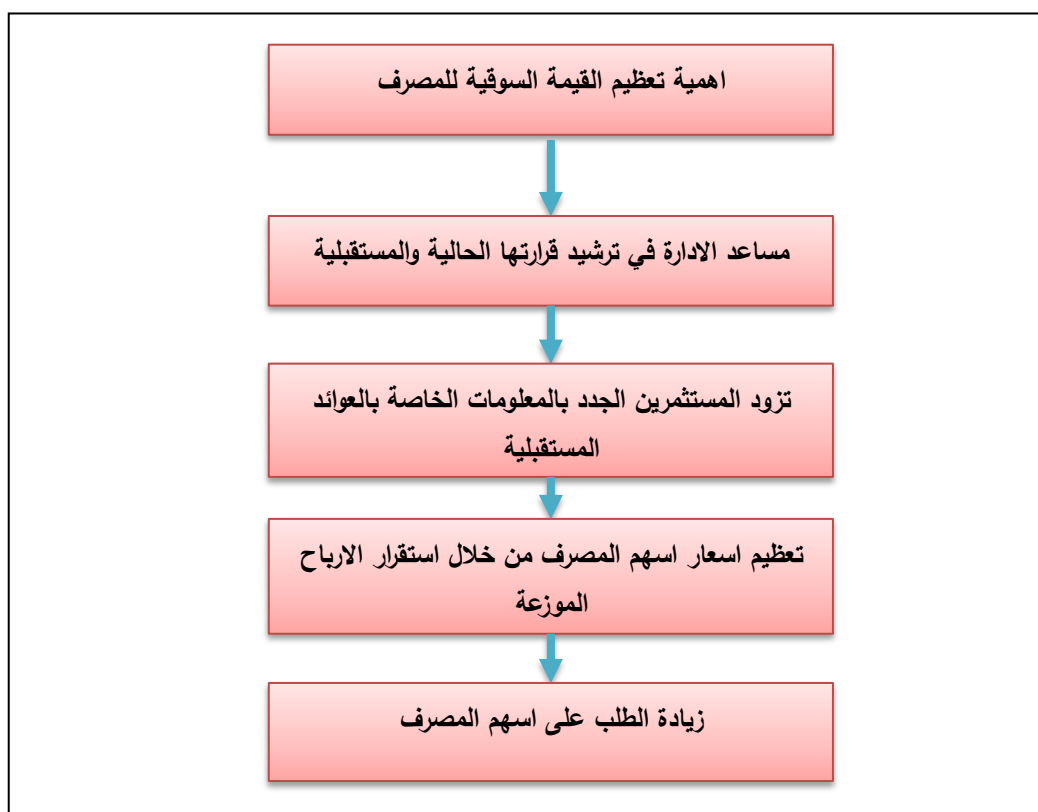 اهمية تعظيم القيمة السوقية للمصرف
مساعد الادارة في ترشيد قرارتها الحالية والمستقبلية
تزود المستثمرين الجدد بالمعلومات الخاصة بالعوائد
المستقبلية
تعظيم اسعار اسهم المصرف من خلال استقرار الارباح
الموزعة
زيادة الطلب على اسهم المصرف